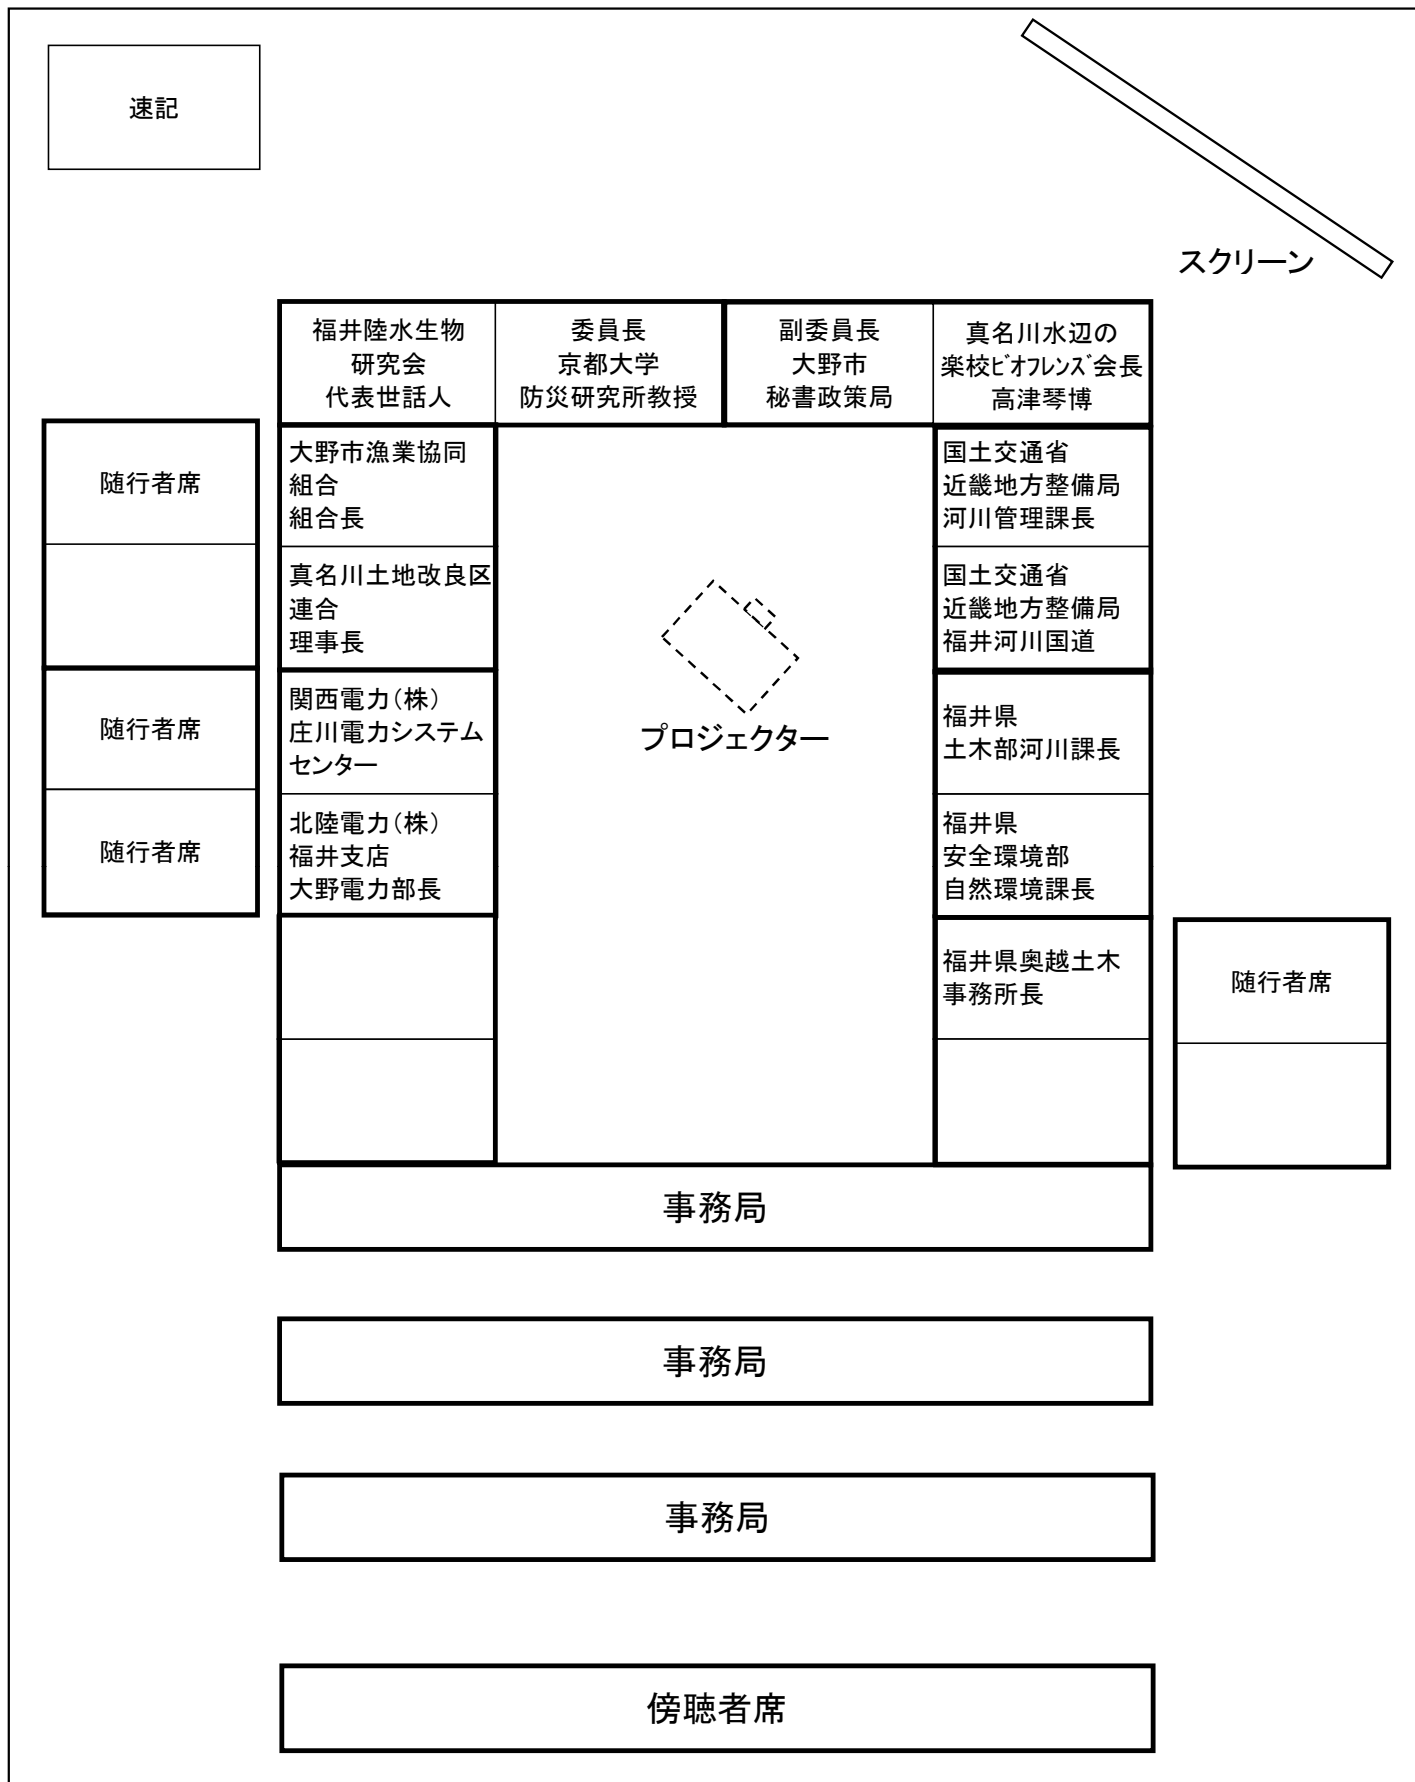 速記
スクリーン
福井陸水生物
研究会
代表世話人
委員長
京都大学
防災研究所教授
副委員長
大野市
秘書政策局
真名川水辺の
楽校ﾋﾞｵﾌﾚﾝｽﾞ会長
高津琴博
随行者席
随行者席
随行者席
大野市漁業協同
組合
組合長
真名川土地改良区
連合
理事長
関西電力（株）
庄川電力システム
センター
北陸電力（株）
福井支店
大野電力部長
プロジェクター
国土交通省
近畿地方整備局
河川管理課長
国土交通省
近畿地方整備局
福井河川国道
福井県
土木部河川課長
福井県
安全環境部
自然環境課長
福井県奥越土木
事務所長
随行者席
事務局
事務局
事務局
傍聴者席